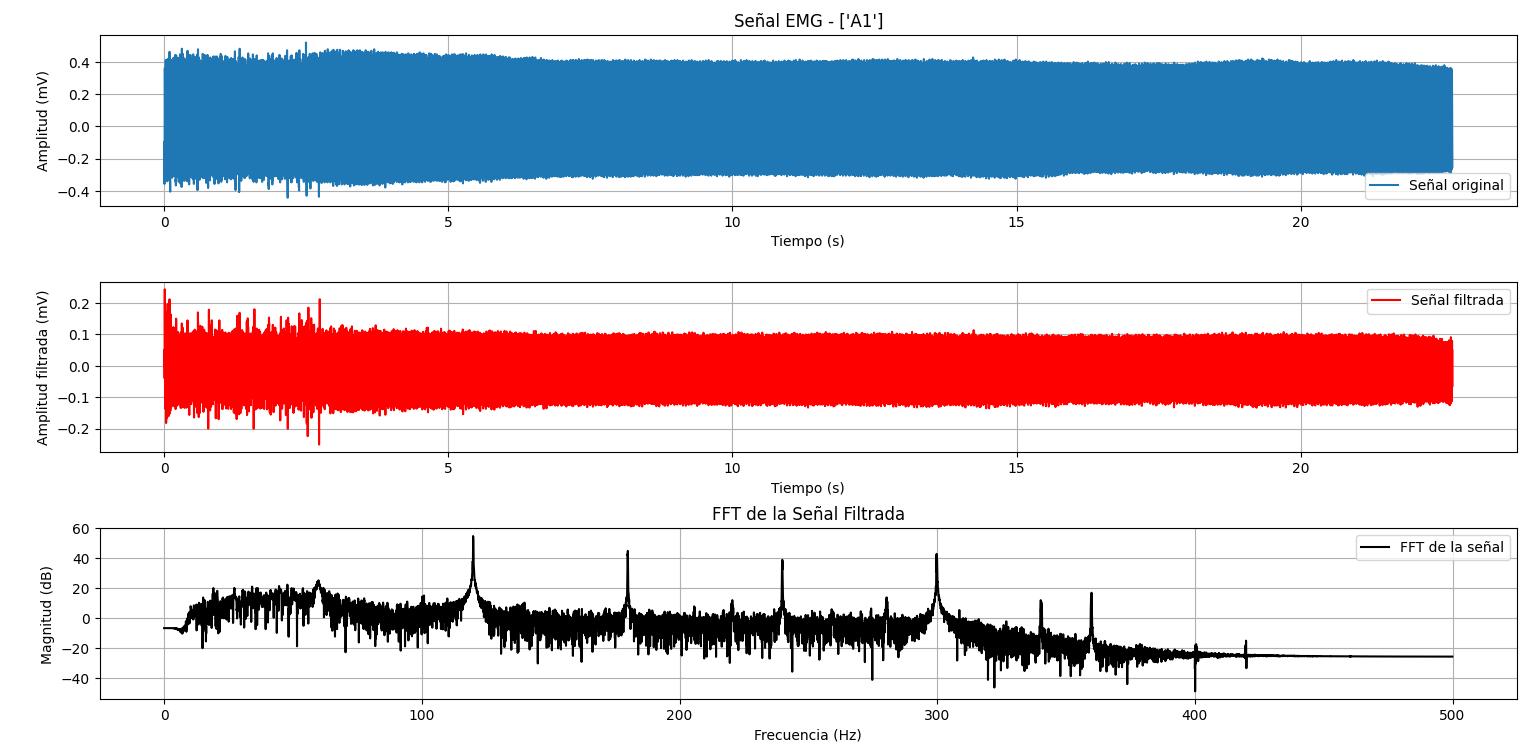 Señal EMG - ['A1']
Amplitud (mV)
0.4
0.2
0.0
−0.2
−0.4
Señal original
0
5
10
15
20
Tiempo (s)
Amplitud filtrada (mV)
0.2
0.1
0.0
−0.1
−0.2
Señal filtrada
0
5
10
15
20
Tiempo (s)
FFT de la Señal Filtrada
Magnitud (dB)
60
40
20
0
−20
−40
FFT de la señal
0
100
200
300
400
500
Frecuencia (Hz)